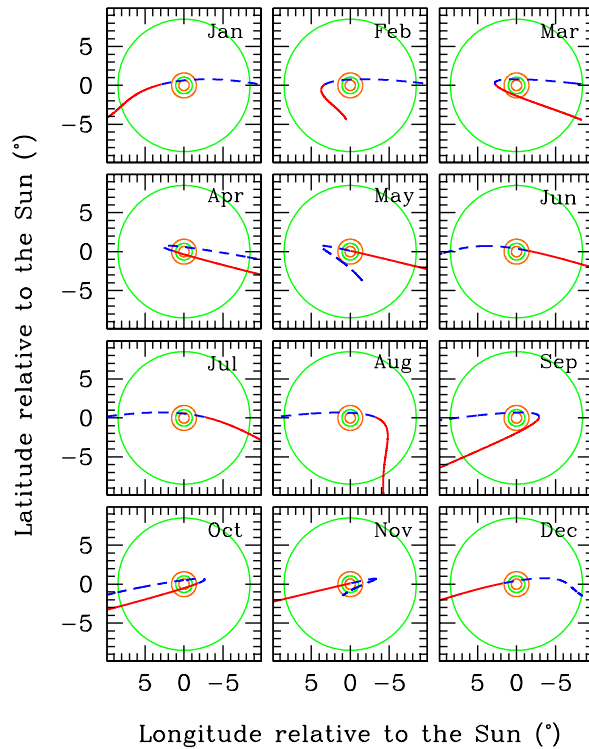 Jan Feb Mar
5
0
−5
Apr May Jun
5
0
−5
Jul Aug Sep
5
0
−5
Oct Nov Dec
5
0
−5
5 0 −5 5 0 −5 5 0 −5
Latitude relative to the Sun (°)
Longitude relative to the Sun (°)